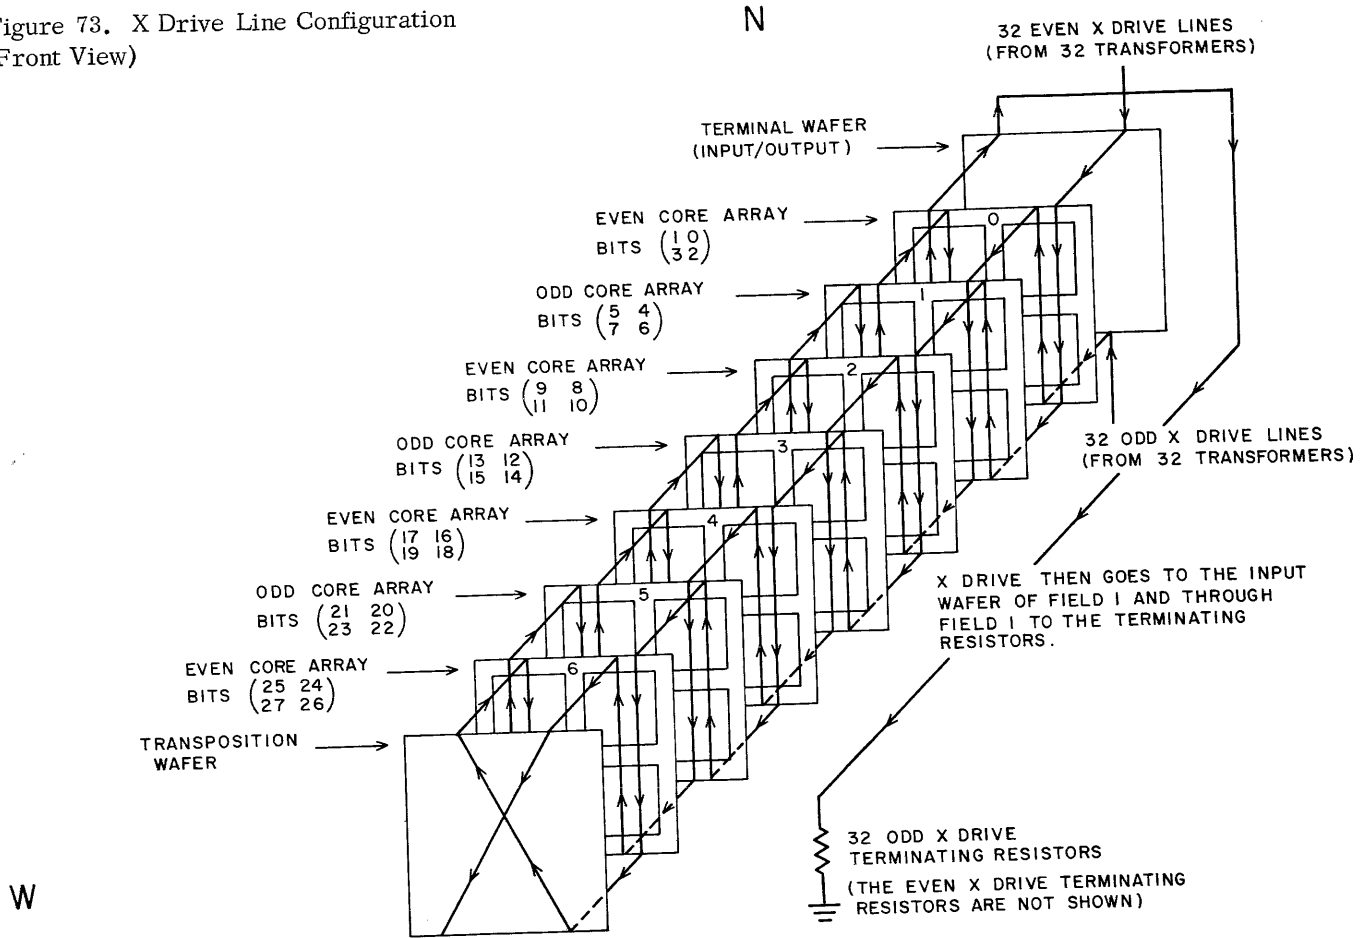 igure 73. X Drive Line Configuration
Front View)
N
32 EVEN X DRIVE LINES
(FROM 32 TRANSFORMERS)
TERMINAL WAFER
(INPUT/OUTPUT)
EVEN CORE ARRAY
BITS (1 0
3 2)
0
ODD CORE ARRAY
BITS (5 4
7 6)
1
EVEN CORE ARRAY
BITS (9 8
11 10)
2
ODD CORE ARRAY
BITS (13 12
15 14)
3
32 ODD X DRIVE LINES
(FROM 32 TRANSFORMERS)
EVEN CORE ARRAY
BITS (17 16
19 18)
4
ODD CORE ARRAY
BITS (21 20
23 22)
5
X DRIVE THEN GOES TO THE INPUT
WAFER OF FIELD 1 AND THROUGH
FIELD 1 TO THE TERMINATING
RESISTORS.
EVEN CORE ARRAY
BITS (25 24
27 26)
6
TRANSPOSITION
WAFER
32 ODD X DRIVE
TERMINATING RESISTORS
(THE EVEN X DRIVE TERMINATING
RESISTORS ARE NOT SHOWN)
W